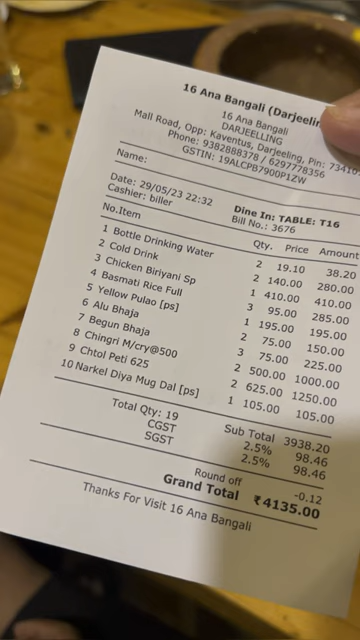 16 Ana Bangali (Darjeelin
16 Ana Bangali
DARJEELLING
Mall Road, Opp: Kaventus, Darjeeling, Pin: 73410
Phone: 9382888378 / 6297778356
GSTIN: 19ALCPB7900P1ZW
Name:
Date: 29/05/23 22:32 Dine In: TABLE: T16
Cashier: biller Bill No.: 3676
No.Item Qty. Price Amount
1 Bottle Drinking Water 2 19.10 38.20
2 Cold Drink 2 140.00 280.00
3 Chicken Biriyani Sp 1 410.00 410.00
4 Basmati Rice Full 3 95.00 285.00
5 Yellow Pulao [ps] 1 195.00 195.00
6 Alu Bhaja 2 75.00 150.00
7 Begun Bhaja 3 75.00 225.00
8 Chingri M/cry@500 2 500.00 1000.00
9 Chtol Peti 625 2 625.00 1250.00
10 Narkel Diya Mug Dal [ps] 1 105.00 105.00
Total Qty: 19 Sub Total 3938.20
CGST 2.5% 98.46
SGST 2.5% 98.46
Round off -0.12
Grand Total ₹4135.00
Thanks For Visit 16 Ana Bangali